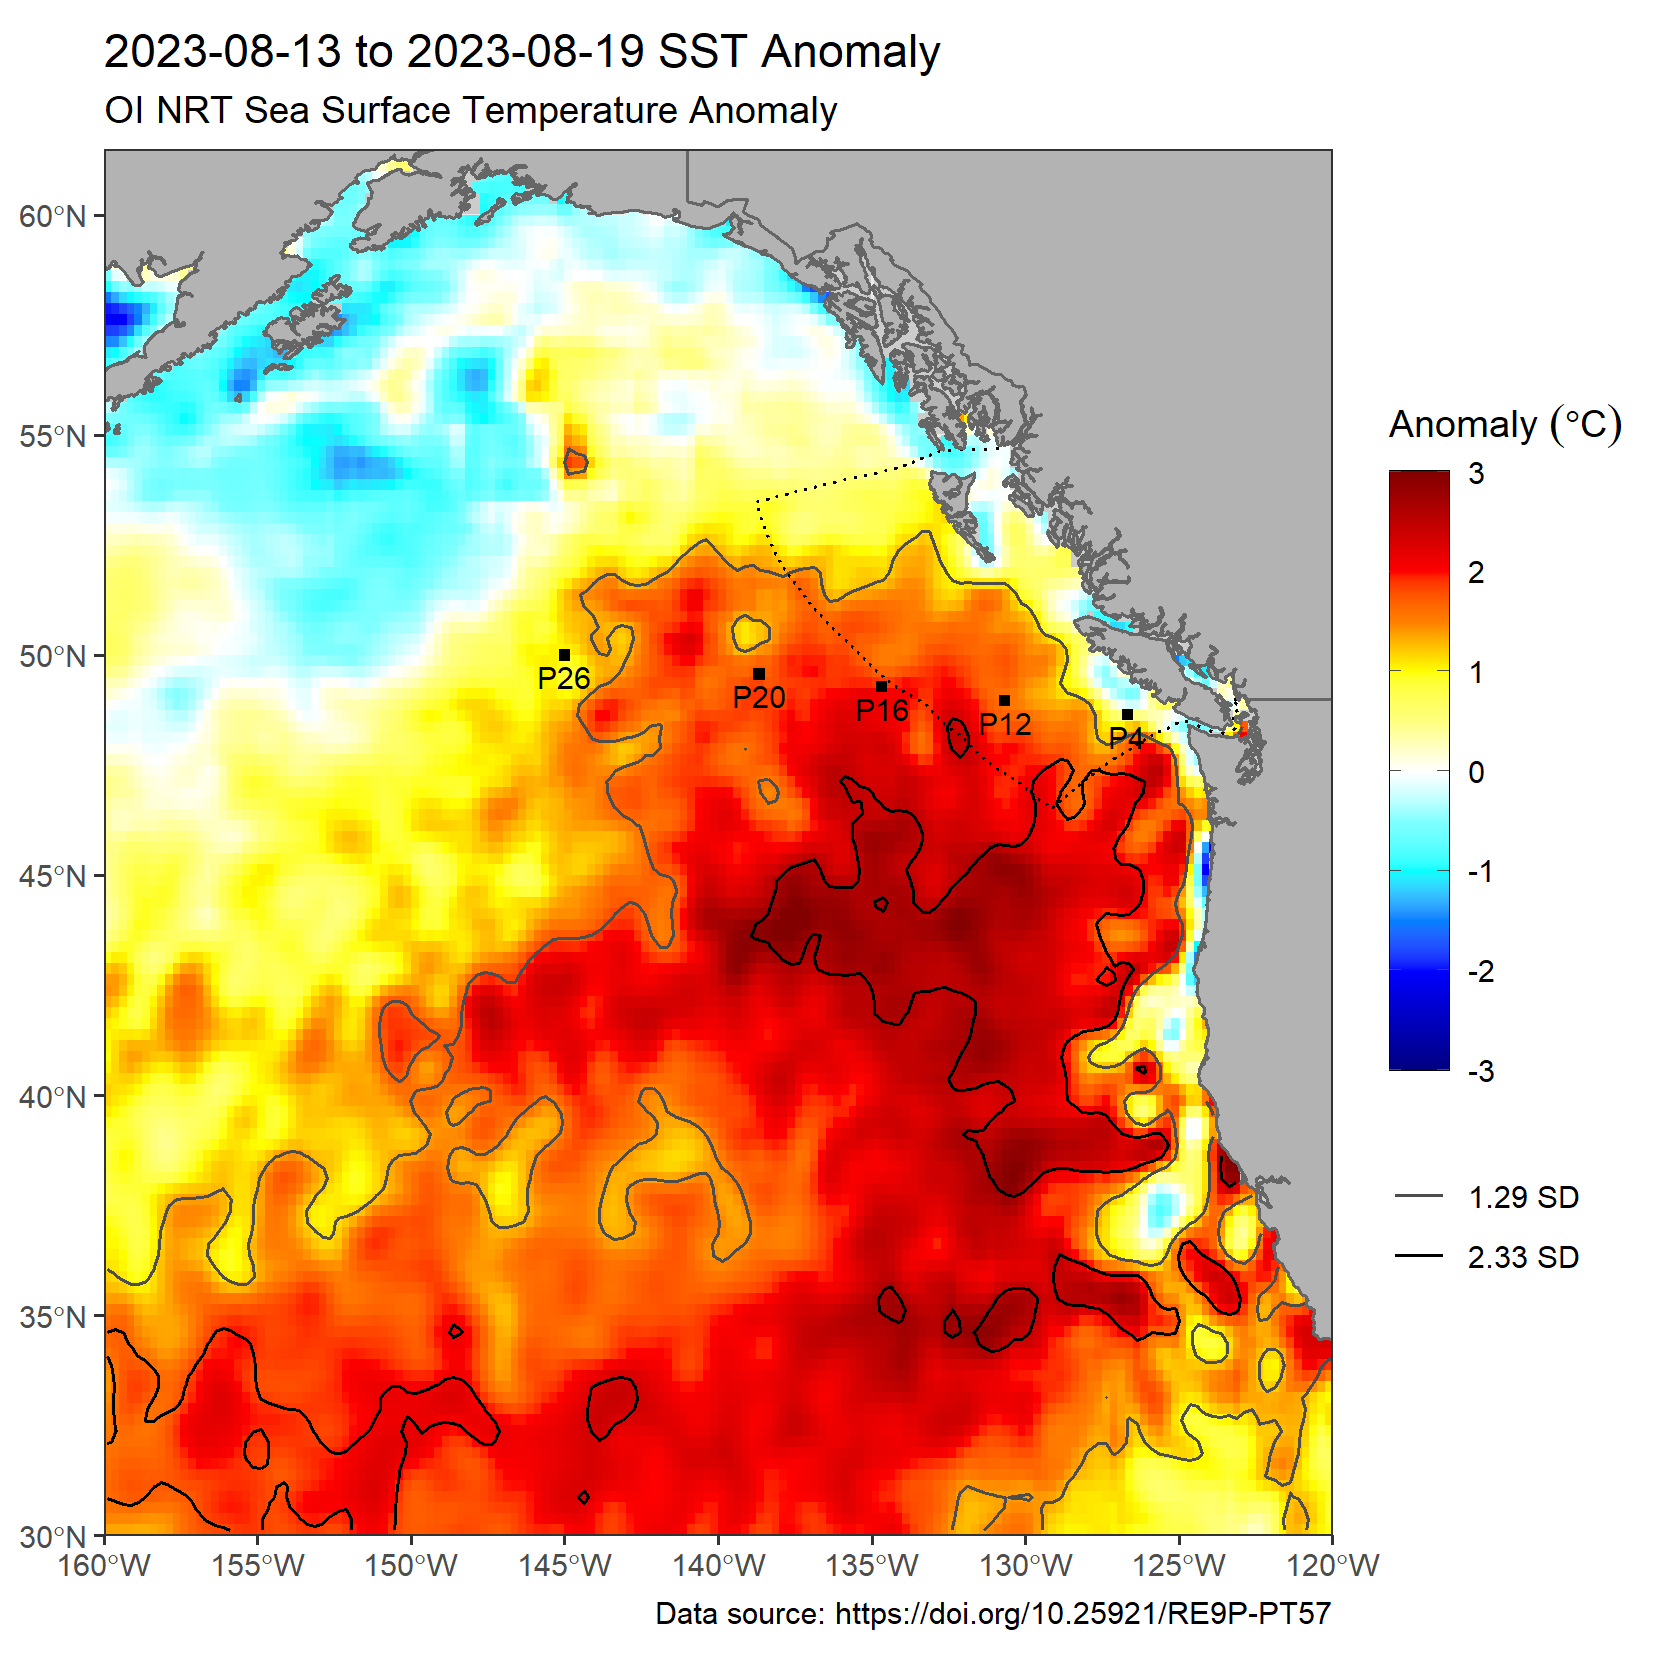 2023-08-13 to 2023-08-19 SST Anomaly
OI NRT Sea Surface Temperature Anomaly
60°N
55°N
50°N
45°N
40°N
35°N
30°N
160°W
155°W
150°W
145°W
140°W
135°W
130°W
125°W
120°W
P26
P20
P16
P12
P4
Anomaly (°C)
3
2
1
0
-1
-2
-3
1.29 SD
2.33 SD
Data source: https://doi.org/10.25921/RE9P-PT57